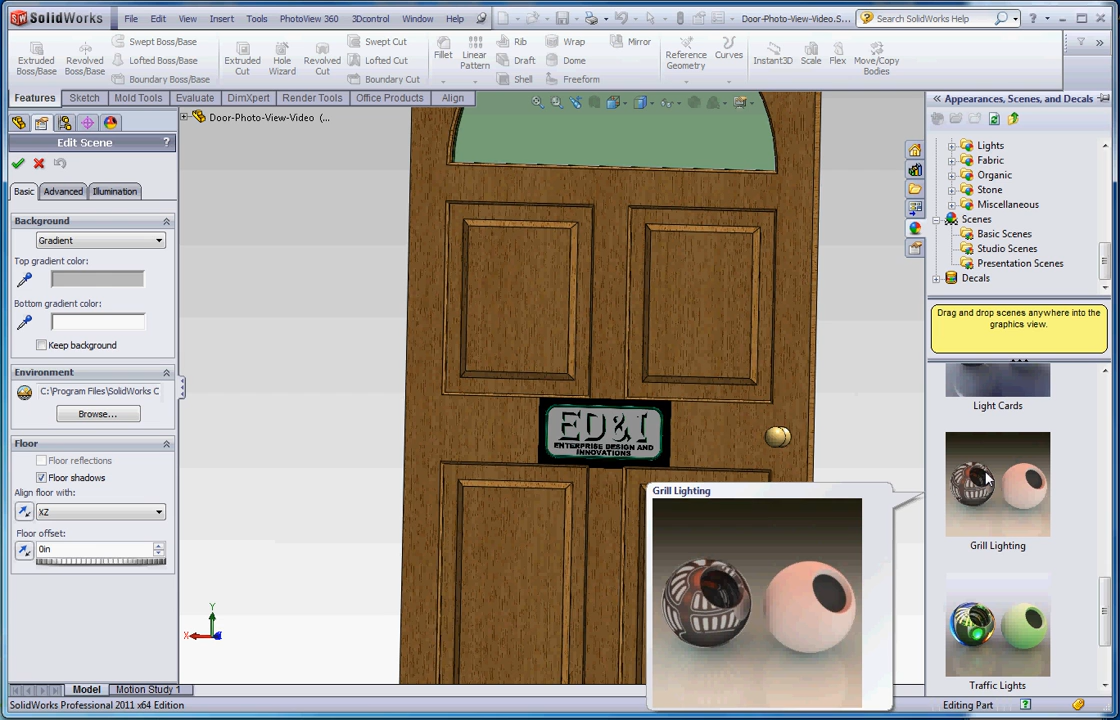 SolidWorks File Edit View Insert Tools PhotoView 360 3Dcontrol Window Help Door-Photo-View-Video.S... Search SolidWorks Help
Extruded Boss/Base
Revolved Boss/Base
Swept Boss/Base
Lofted Boss/Base
Boundary Boss/Base
Extruded Cut
Hole Wizard
Revolved Cut
Swept Cut
Lofted Cut
Boundary Cut
Fillet
Linear Pattern
Rib
Draft
Shell
Wrap
Dome
Freeform
Mirror
Reference Geometry
Curves
Instant3D
Scale
Flex
Move/Copy Bodies
Features Sketch Mold Tools Evaluate DimXpert Render Tools Office Products Align
Door-Photo-View-Video (...
Edit Scene ?
Basic Advanced Illumination
Background
Gradient
Top gradient color:
Bottom gradient color:
Keep background
Environment
C:\Program Files\SolidWorks C
Browse...
Floor
Floor reflections
Floor shadows
Align floor with:
XZ
Floor offset:
0in
ED&I
ENTERPRISE DESIGN AND
INNOVATIONS
Y
X
Grill Lighting
Appearances, Scenes, and Decals
Lights
Fabric
Organic
Stone
Miscellaneous
Scenes
Basic Scenes
Studio Scenes
Presentation Scenes
Decals
Drag and drop scenes anywhere into the
graphics view.
Light Cards
Grill Lighting
Traffic Lights
Model Motion Study 1
SolidWorks Professional 2011 x64 Edition Editing Part